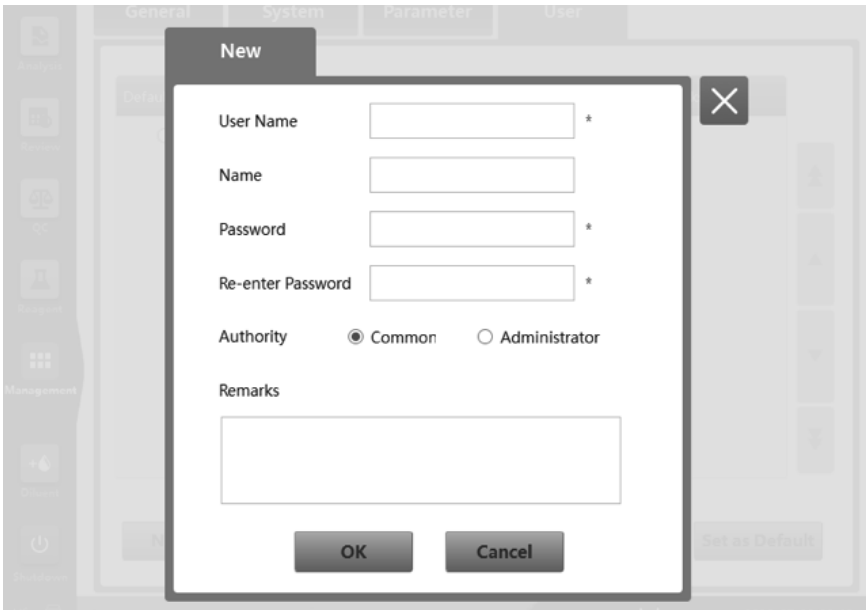 General System Parameter User
New
User Name *
Name
Password *
Re-enter Password *
Authority Common Administrator
Remarks
Management
OK Cancel Set as Default